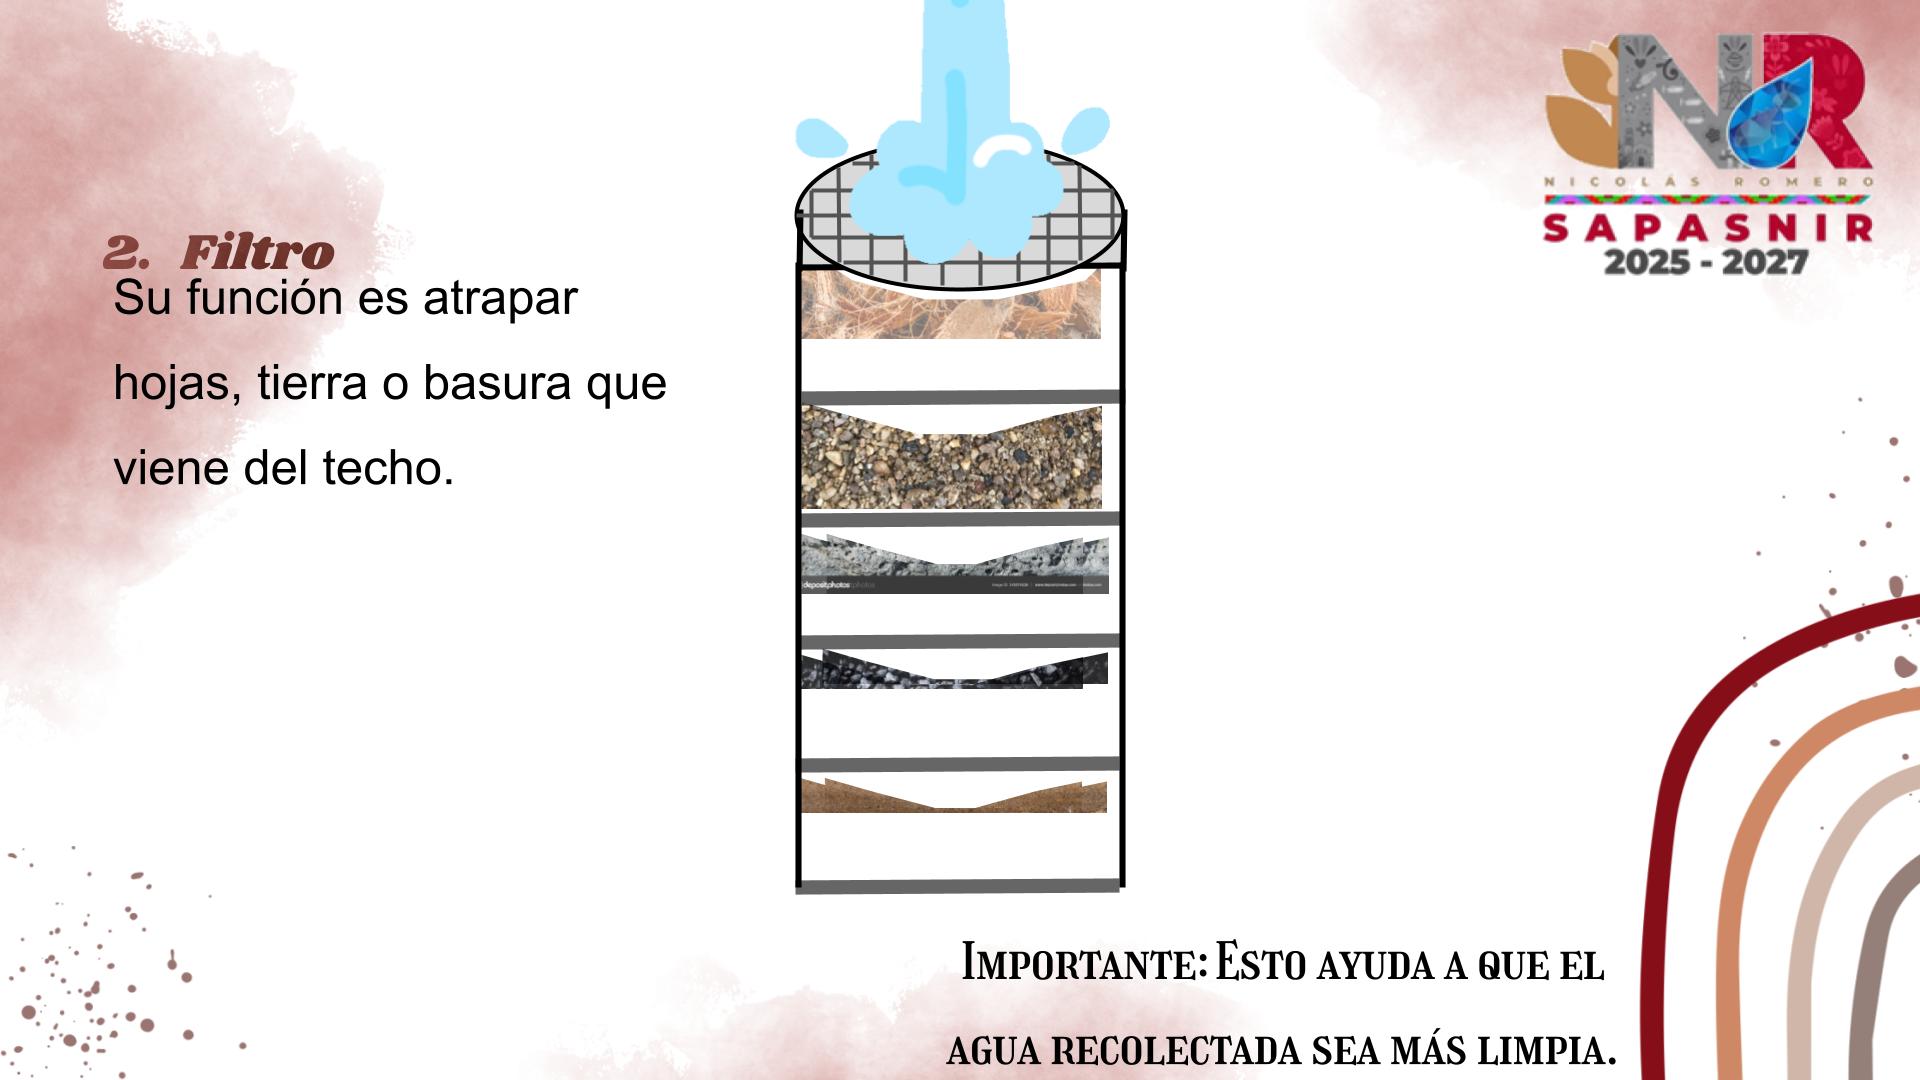 NICOLÁS ROMERO
SAPASNIR
2025 - 2027
2. Filtro
Su función es atrapar
hojas, tierra o basura que
viene del techo.
depositphotos
Importante: Esto ayuda a que el
agua recolectada sea más limpia.